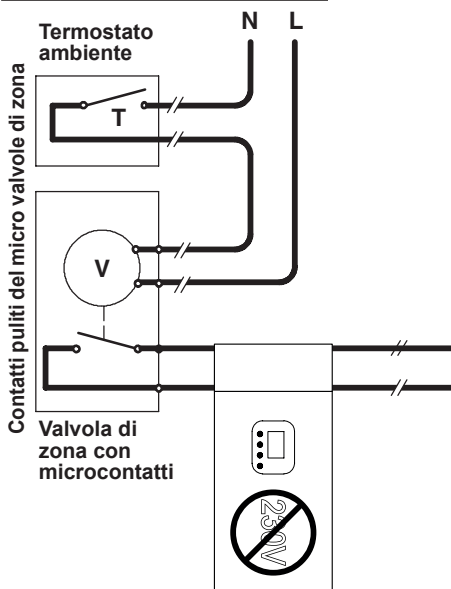 Termostato
ambiente
N L
T
Contatti puliti del micro valvole di zona
V
Valvola di
zona con
microcontatti
230V